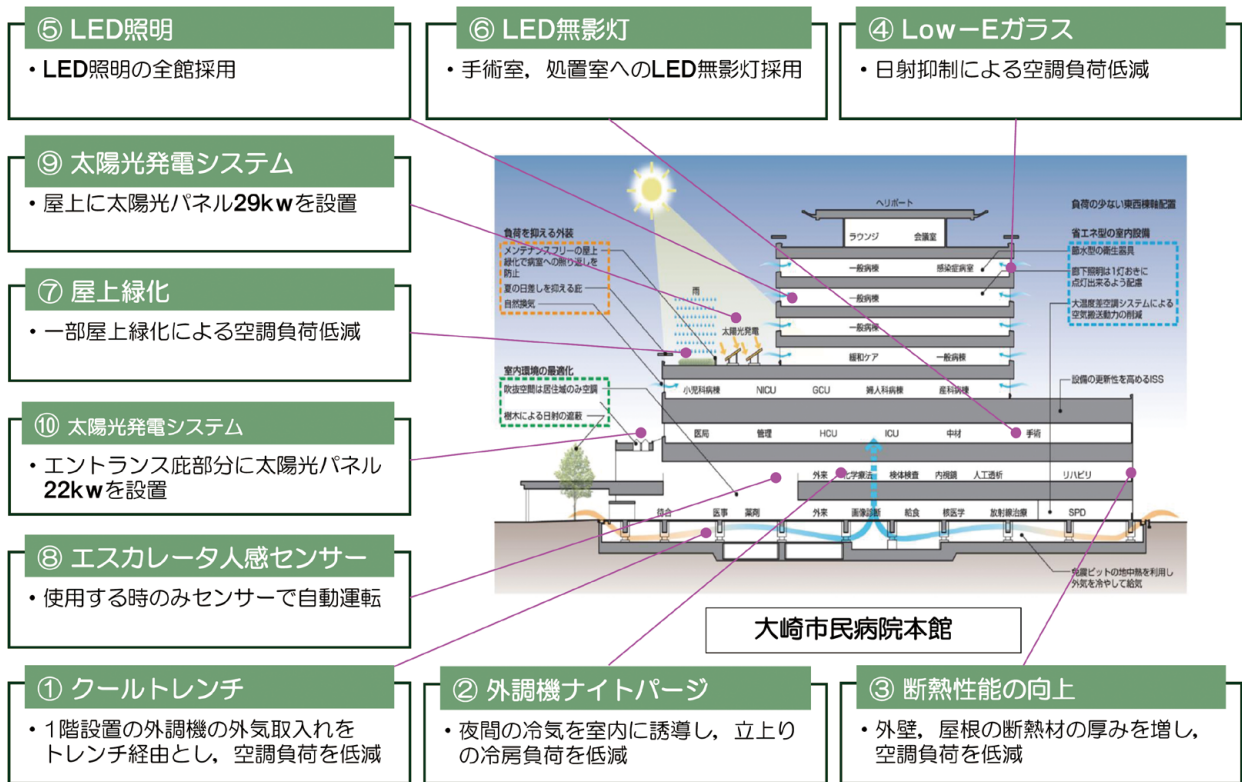 ⑤ LED照明
・LED照明の全館採用
⑥ LED無影灯
・手術室，処置室へのLED無影灯採用
④ Low－Eガラス
・日射抑制による空調負荷低減
⑨ 太陽光発電システム
・屋上に太陽光パネル29kwを設置
⑦ 屋上緑化
・一部屋上緑化による空調負荷低減
⑩ 太陽光発電システム
・エントランス庇部分に太陽光パネル
22kwを設置
⑧ エスカレータ人感センサー
・使用する時のみセンサーで自動運転
① クールトレンチ
・1階設置の外調機の外気取入れを
トレンチ経由とし，空調負荷を低減
② 外調機ナイトパージ
・夜間の冷気を室内に誘導し，立上り
の冷房負荷を低減
③ 断熱性能の向上
・外壁，屋根の断熱材の厚みを増し，
空調負荷を低減
負荷を抑える外装
メンテナンスフリーの屋上
緑化で病室への照り返しを
防止
夏の日差しを抑える庇
自然換気
雨
太陽光発電
室内環境の最適化
吹抜空間は居住域のみ空調
樹木による日射の遮蔽
ヘリポート
ラウンジ 会議室
一般病棟 感染症病室
一般病棟
一般病棟
緩和ケア 一般病棟
小児科病棟 NICU GCU 婦人科病棟 産科病棟
医局 管理 HCU ICU 中材 手術
外来 化学療法 検体検査 内視鏡 人工透析 リハビリ
待合 医事 薬剤 外来 画像診断 給食 核医学 放射線治療 SPD
負荷の少ない東西棟軸配置
省エネ型の室内設備
節水型の衛生器具
廊下照明は1灯おきに
点灯出来るよう配慮
大温度差空調システムによる
空気搬送動力の削減
設備の更新性を高めるISS
免震ピットの地中熱を利用し
外気を冷やして給気
大崎市民病院本館